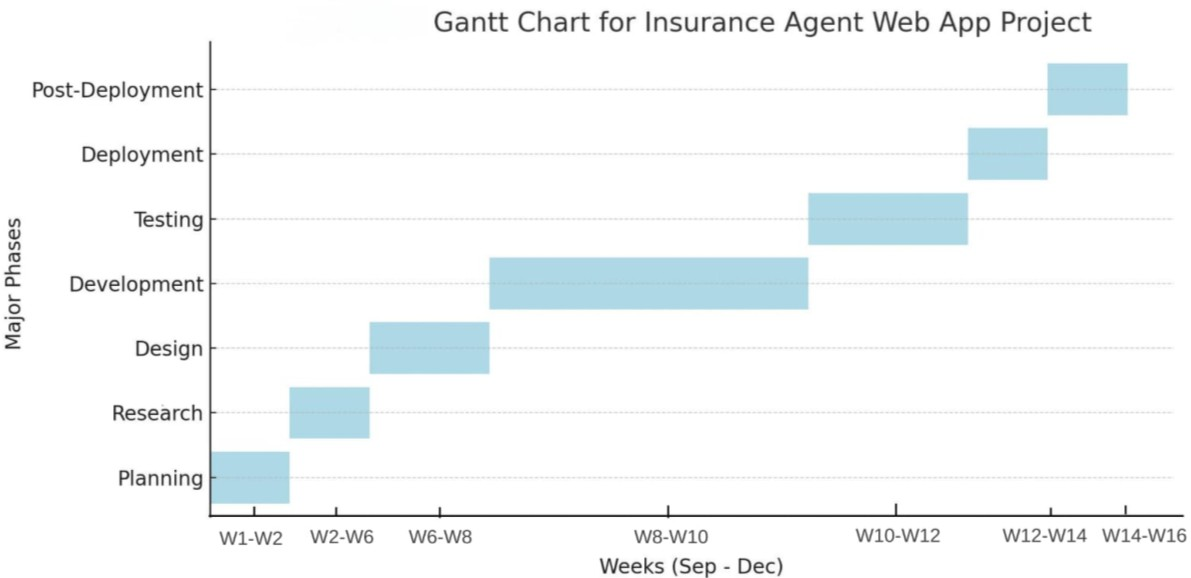 Gantt Chart for Insurance Agent Web App Project
Major Phases
Post-Deployment
Deployment
Testing
Development
Design
Research
Planning
W1-W2 W2-W6 W6-W8 W8-W10 W10-W12 W12-W14 W14-W16
Weeks (Sep - Dec)